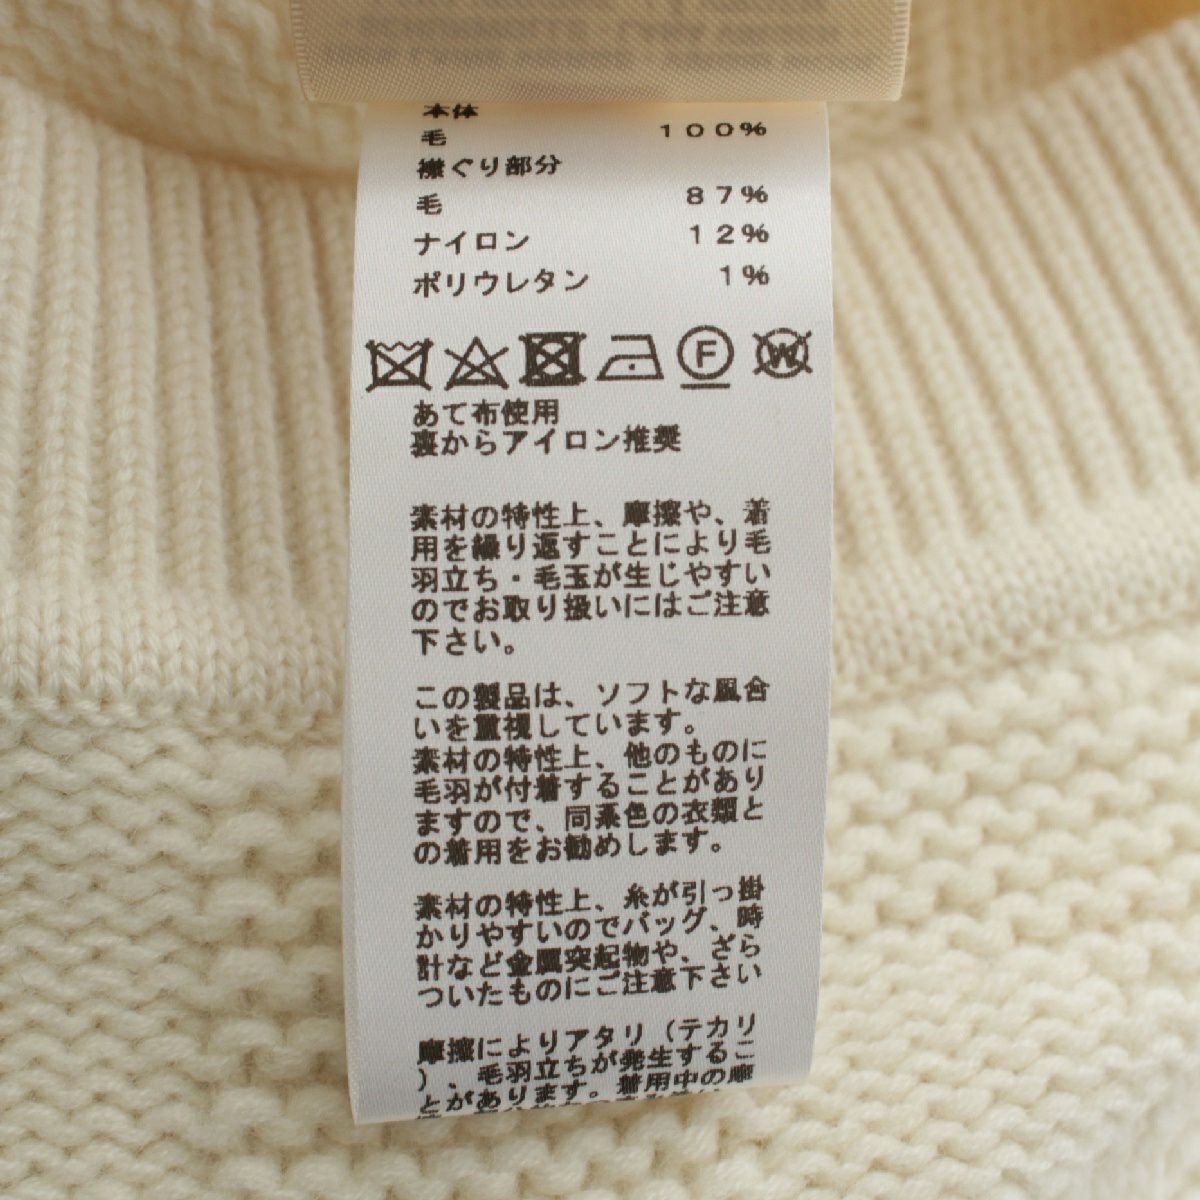 本体
毛 100%
襟ぐり部分
毛 87%
ナイロン 12%
ポリウレタン 1%
F W
あて布使用
裏からアイロン推奨
素材の特性上、摩擦や、着
用を繰り返すことにより毛
羽立ち・毛玉が生じやすい
のでお取り扱いにはご注意
下さい。
この製品は、ソフトな風合
いを重視しています。
素材の特性上、他のものに
毛羽が付着することがあり
ますので、同系色の衣類と
の着用をお勧めします。
素材の特性上、糸が引っ掛
かりやすいのでバッグ、時
計など金属突起物や、ざら
ついたものにご注意下さい
摩擦によりアタリ（テカリ
）、毛羽立ちが発生するこ
とがあります。着用中の摩